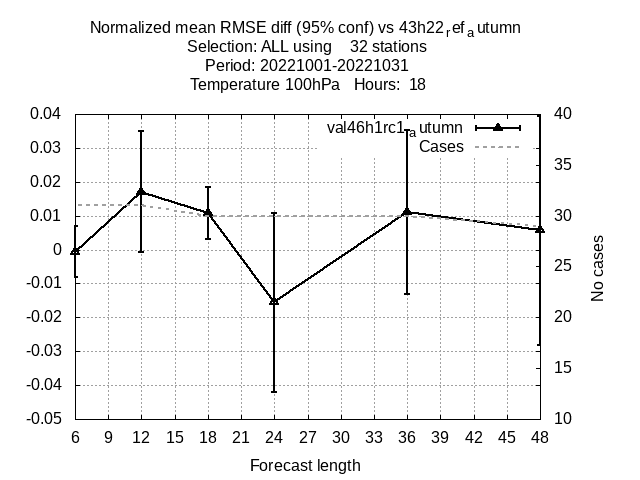 Normalized mean RMSE diff (95% conf) vs 43h22refautumn
Selection: ALL using 32 stations
Period: 20221001-20221031
Temperature 100hPa Hours: 18
val46h1rc1autumn
Cases
0.04
0.03
0.02
0.01
0
-0.01
-0.02
-0.03
-0.04
-0.05
40
35
30
25
20
15
10
No cases
6 9 12 15 18 21 24 27 30 33 36 39 42 45 48
Forecast length